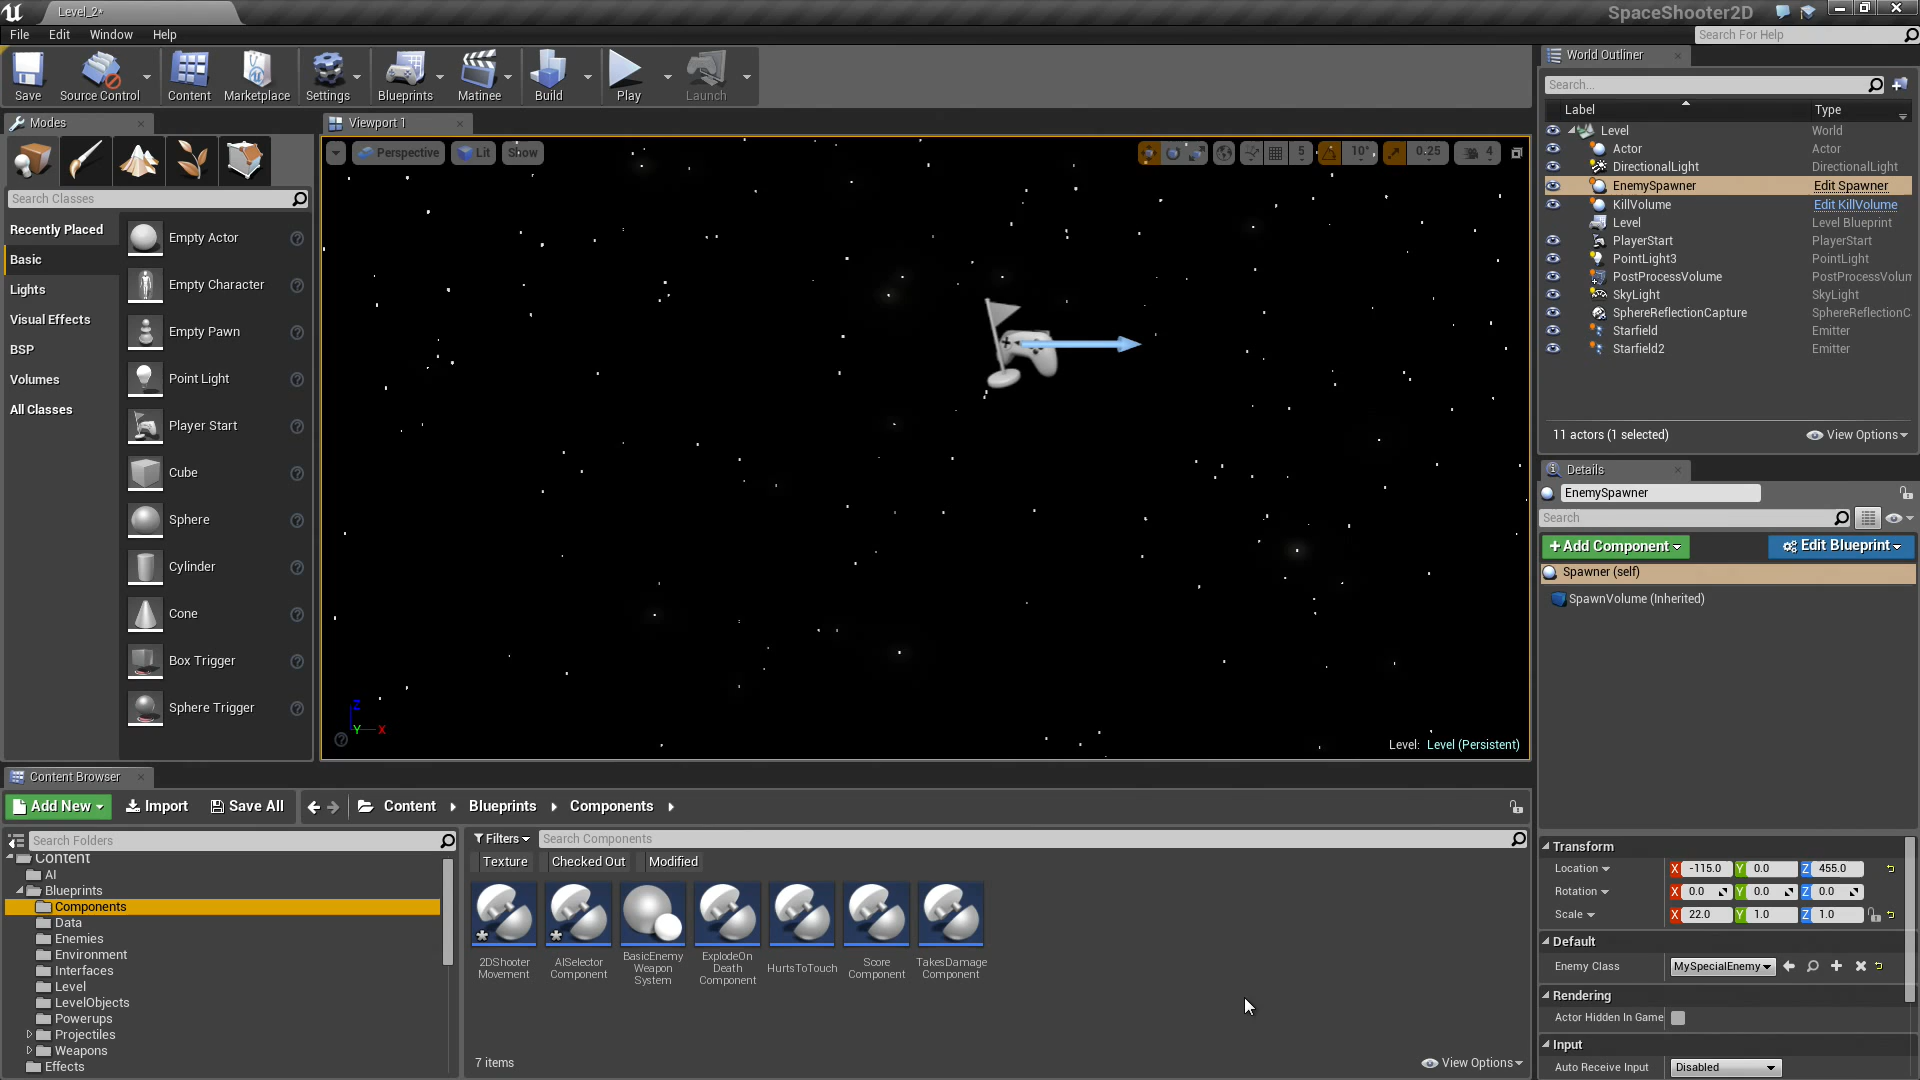 Level_2*
SpaceShooter2D
File Edit Window Help
Search For Help
Save
Source Control
Content
Marketplace
Settings
Blueprints
Matinee
Build
Play
Launch
Modes
Search Classes
Recently Placed
Basic
Lights
Visual Effects
BSP
Volumes
All Classes
Empty Actor
Empty Character
Empty Pawn
Point Light
Player Start
Cube
Sphere
Cylinder
Cone
Box Trigger
Sphere Trigger
Viewport 1
Perspective Lit Show
5 10° 0.25 4
Z
Y X
Level: Level (Persistent)
World Outliner
Search...
Label Type
Level World
Actor Actor
DirectionalLight DirectionalLight
EnemySpawner Edit Spawner
KillVolume Edit KillVolume
Level Level Blueprint
PlayerStart PlayerStart
PointLight3 PointLight
PostProcessVolume PostProcessVolum
SkyLight SkyLight
SphereReflectionCapture SphereReflectionC
Starfield Emitter
Starfield2 Emitter
11 actors (1 selected) View Options
Details
EnemySpawner
Search
+Add Component Edit Blueprint
Spawner (self)
SpawnVolume (Inherited)
Transform
Location X -115.0 Y 0.0 Z 455.0
Rotation X 0.0 Y 0.0 Z 0.0
Scale X 22.0 Y 1.0 Z 1.0
Default
Enemy Class MySpecialEnemy
Rendering
Actor Hidden In Game
Input
Auto Receive Input Disabled
Content Browser
Add New Import Save All Content Blueprints Components
Search Folders
Content
AI
Blueprints
Components
Data
Enemies
Environment
Interfaces
Level
LevelObjects
Powerups
Projectiles
Weapons
Effects
Filters Search Components
Texture Checked Out Modified
2DShooter
Movement
AISelector
Component
BasicEnemy
Weapon
System
ExplodeOn
Death
Component
HurtsToTouch
Score
Component
TakesDamage
Component
7 items View Options